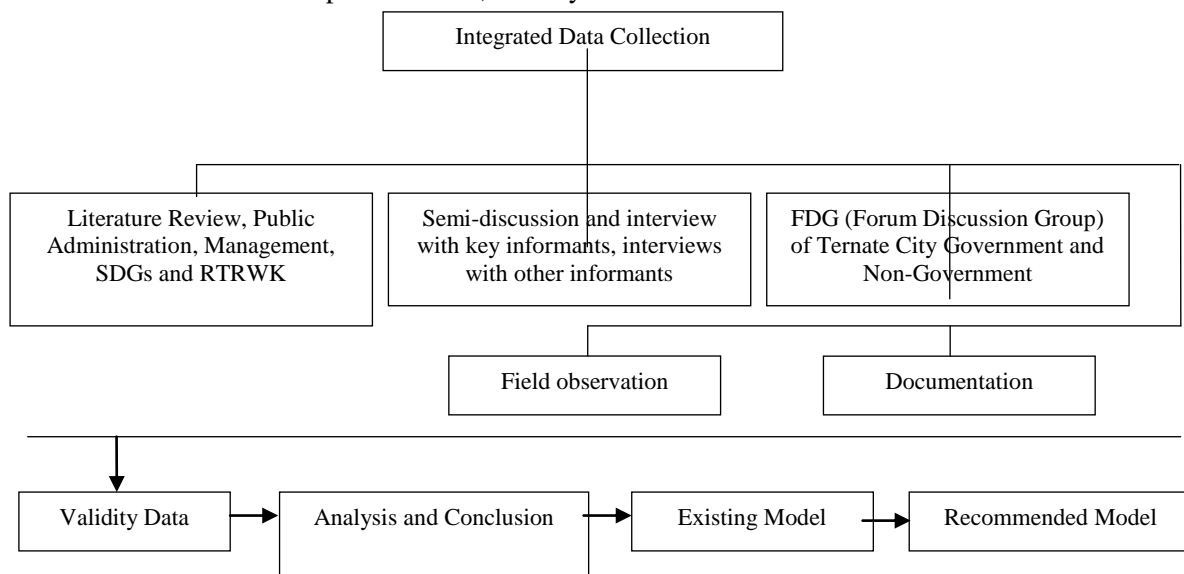 Integrated Data Collection
Literature Review, Public
Administration, Management,
SDGs and RTRWK
Semi-discussion and interview
with key informants, interviews
with other informants
FDG (Forum Discussion Group)
of Ternate City Government and
Non-Government
Field observation
Documentation
Validity Data
Analysis and Conclusion
Existing Model
Recommended Model